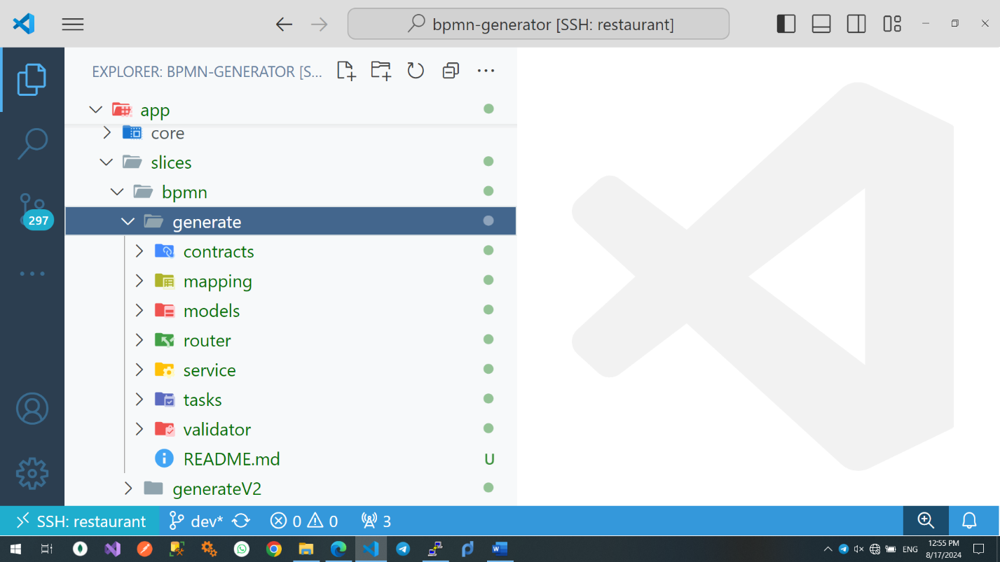 bpmn-generator [SSH: restaurant]
EXPLORER: BPMN-GENERATOR [S...
app
core
slices
bpmn
generate
297
contracts
mapping
models
router
service
tasks
validator
README.md U
generateV2
SSH: restaurant dev* 0 0 3
ENG 12:55 PM
8/17/2024